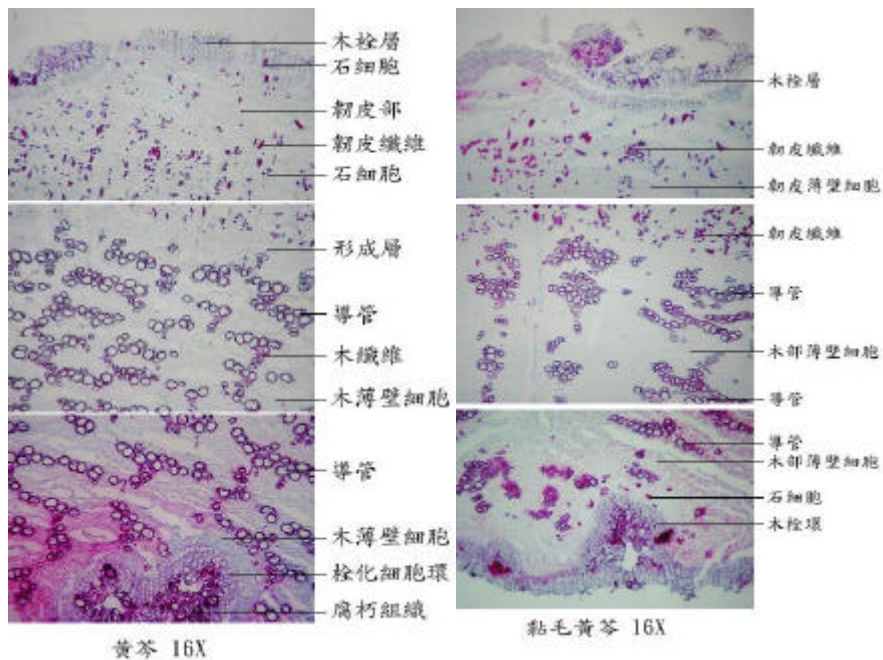 木栓層
石細胞
韌皮部
韌皮纖維
石細胞
形成層
導管
木纖維
木薄壁細胞
導管
木薄壁細胞
栓化細胞環
腐朽組織
黃芩 16X
木栓層
韌皮纖維
韌皮薄壁細胞
韌皮纖維
導管
木部薄壁細胞
導管
導管
木部薄壁細胞
石細胞
木栓環
黏毛黃芩 16X